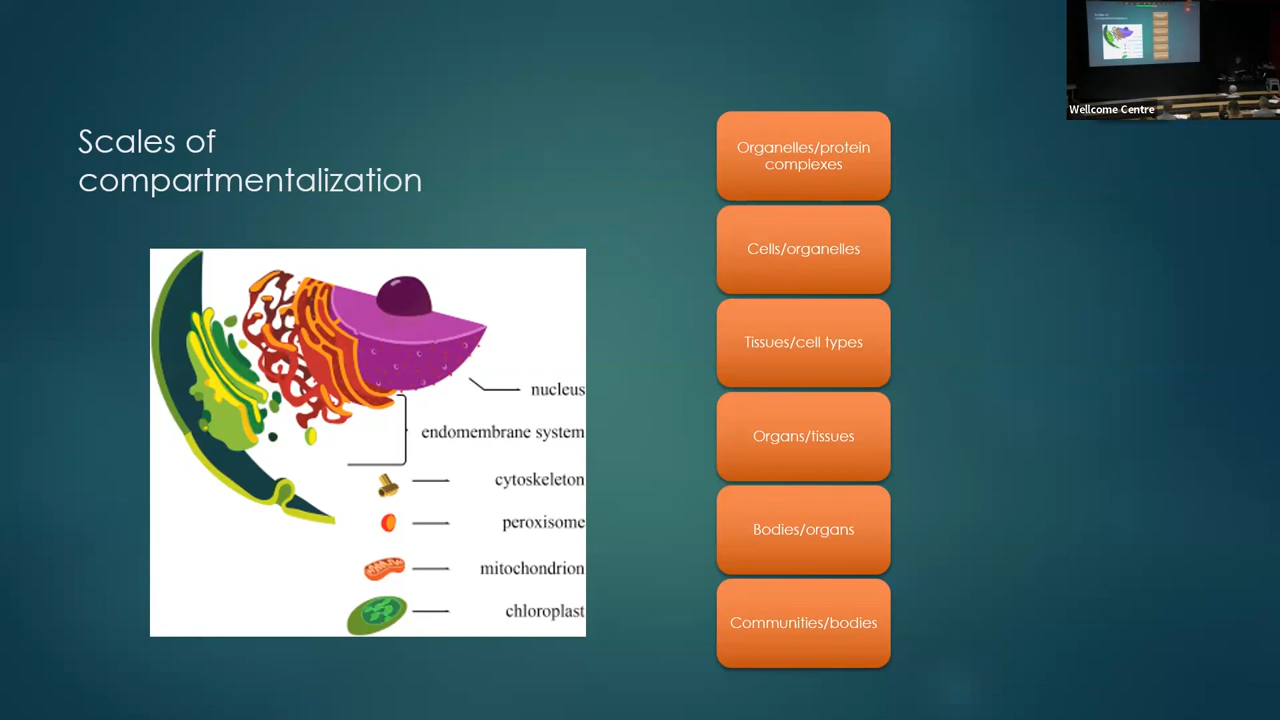 Scales of
compartmentalization
nucleus
endomembrane system
cytoskeleton
peroxisome
mitochondrion
chloroplast
Organelles/protein
complexes
Cells/organelles
Tissues/cell types
Organs/tissues
Bodies/organs
Communities/bodies
Wellcome Centre